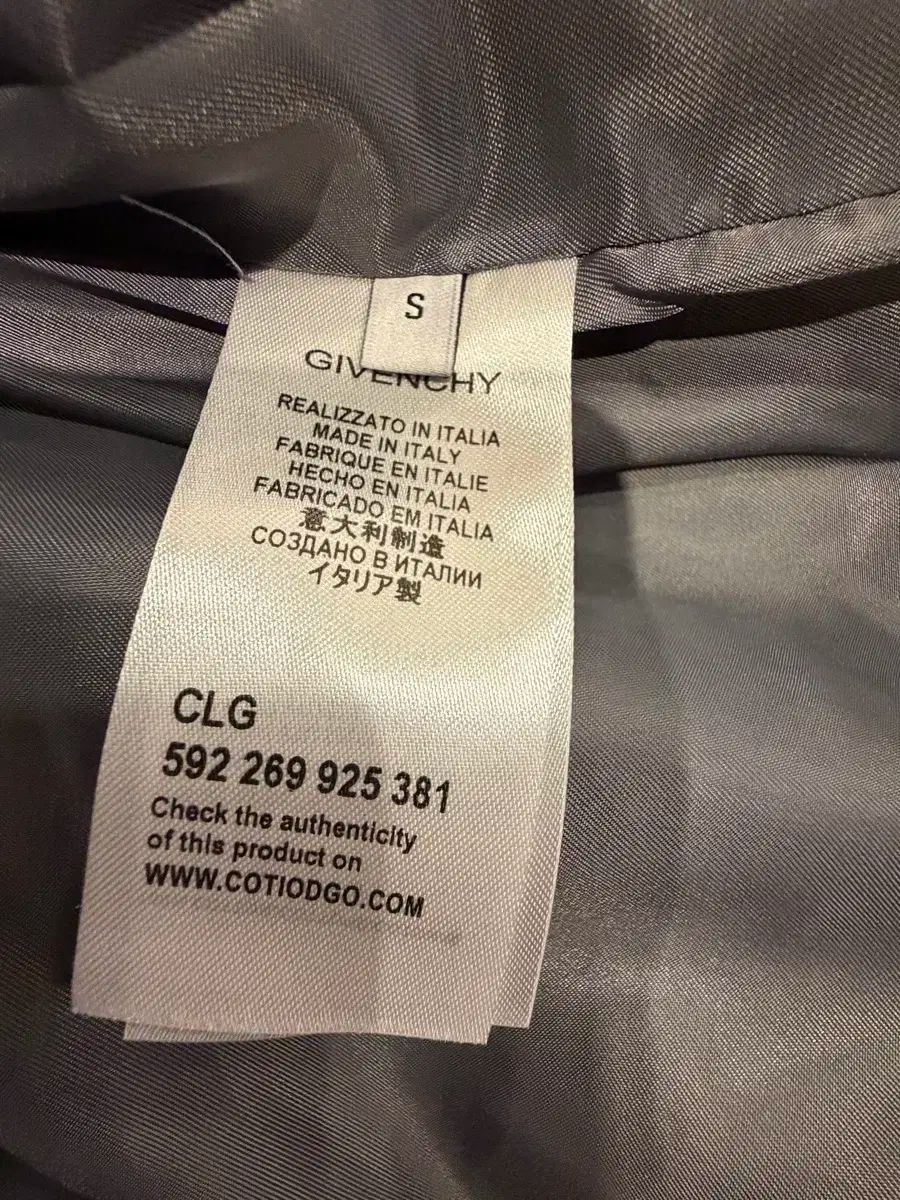 S
GIVENCHY
REALIZZATO IN ITALIA
MADE IN ITALY
FABRIQUE EN ITALIE
HECHO EN ITALIA
FABRICADO EM ITALIA
意大利制造
СОЗДАНО В ИТАЛИИ
イタリア製
CLG
592 269 925 381
Check the authenticity
of this product on
WWW.COTIODGO.COM